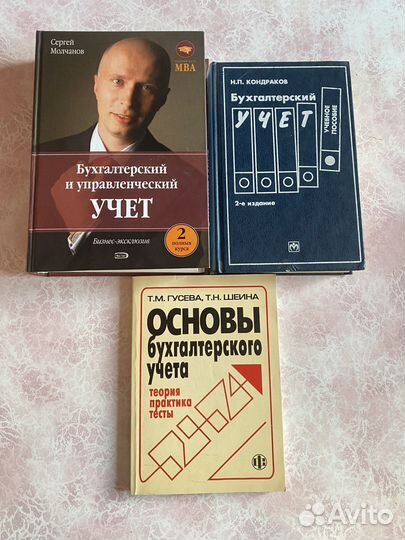 Сергей
Молчанов
MBA
Бухгалтерский
и управленческий
УЧЕТ
Бизнес-эксклюзив
2
полных
курса
Н.П. КОНДРАКОВ
Бухгалтерский
УЧЕТ
УЧЕБНОЕ
ПОСОБИЕ
2-е издание
Т.М. ГУСЕВА, Т.Н. ШЕИНА
ОСНОВЫ
бухгалтерского
учета
теория
практика
тесты
Avito